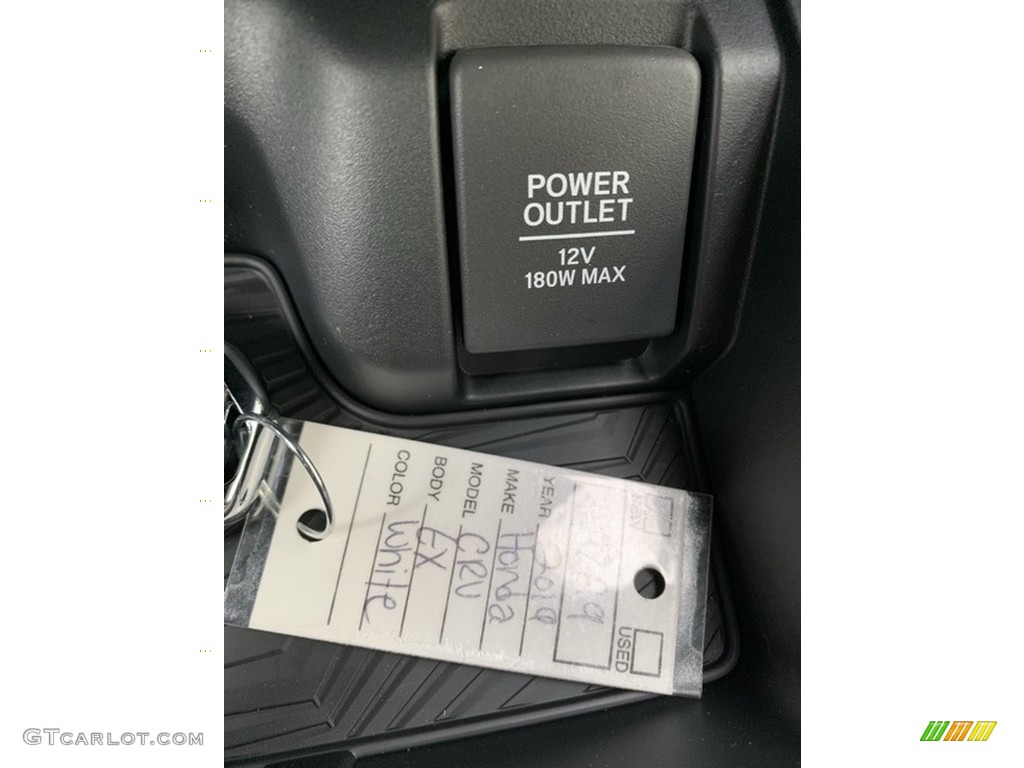 POWER
OUTLET
12V
180W MAX
NEW
USED
YEAR 2019
MAKE Honda
MODEL CRV
BODY EX
COLOR White
GTCARLOT.COM